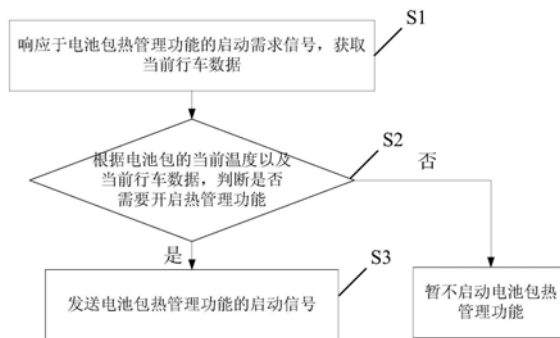 S1
响应于电池包热管理功能的启动需求信号，获取
当前行车数据
S2
根据电池包的当前温度以及
当前行车数据，判断是否
需要开启热管理功能
否
是
S3
发送电池包热管理功能的启动信号
暂不启动电池包热
管理功能